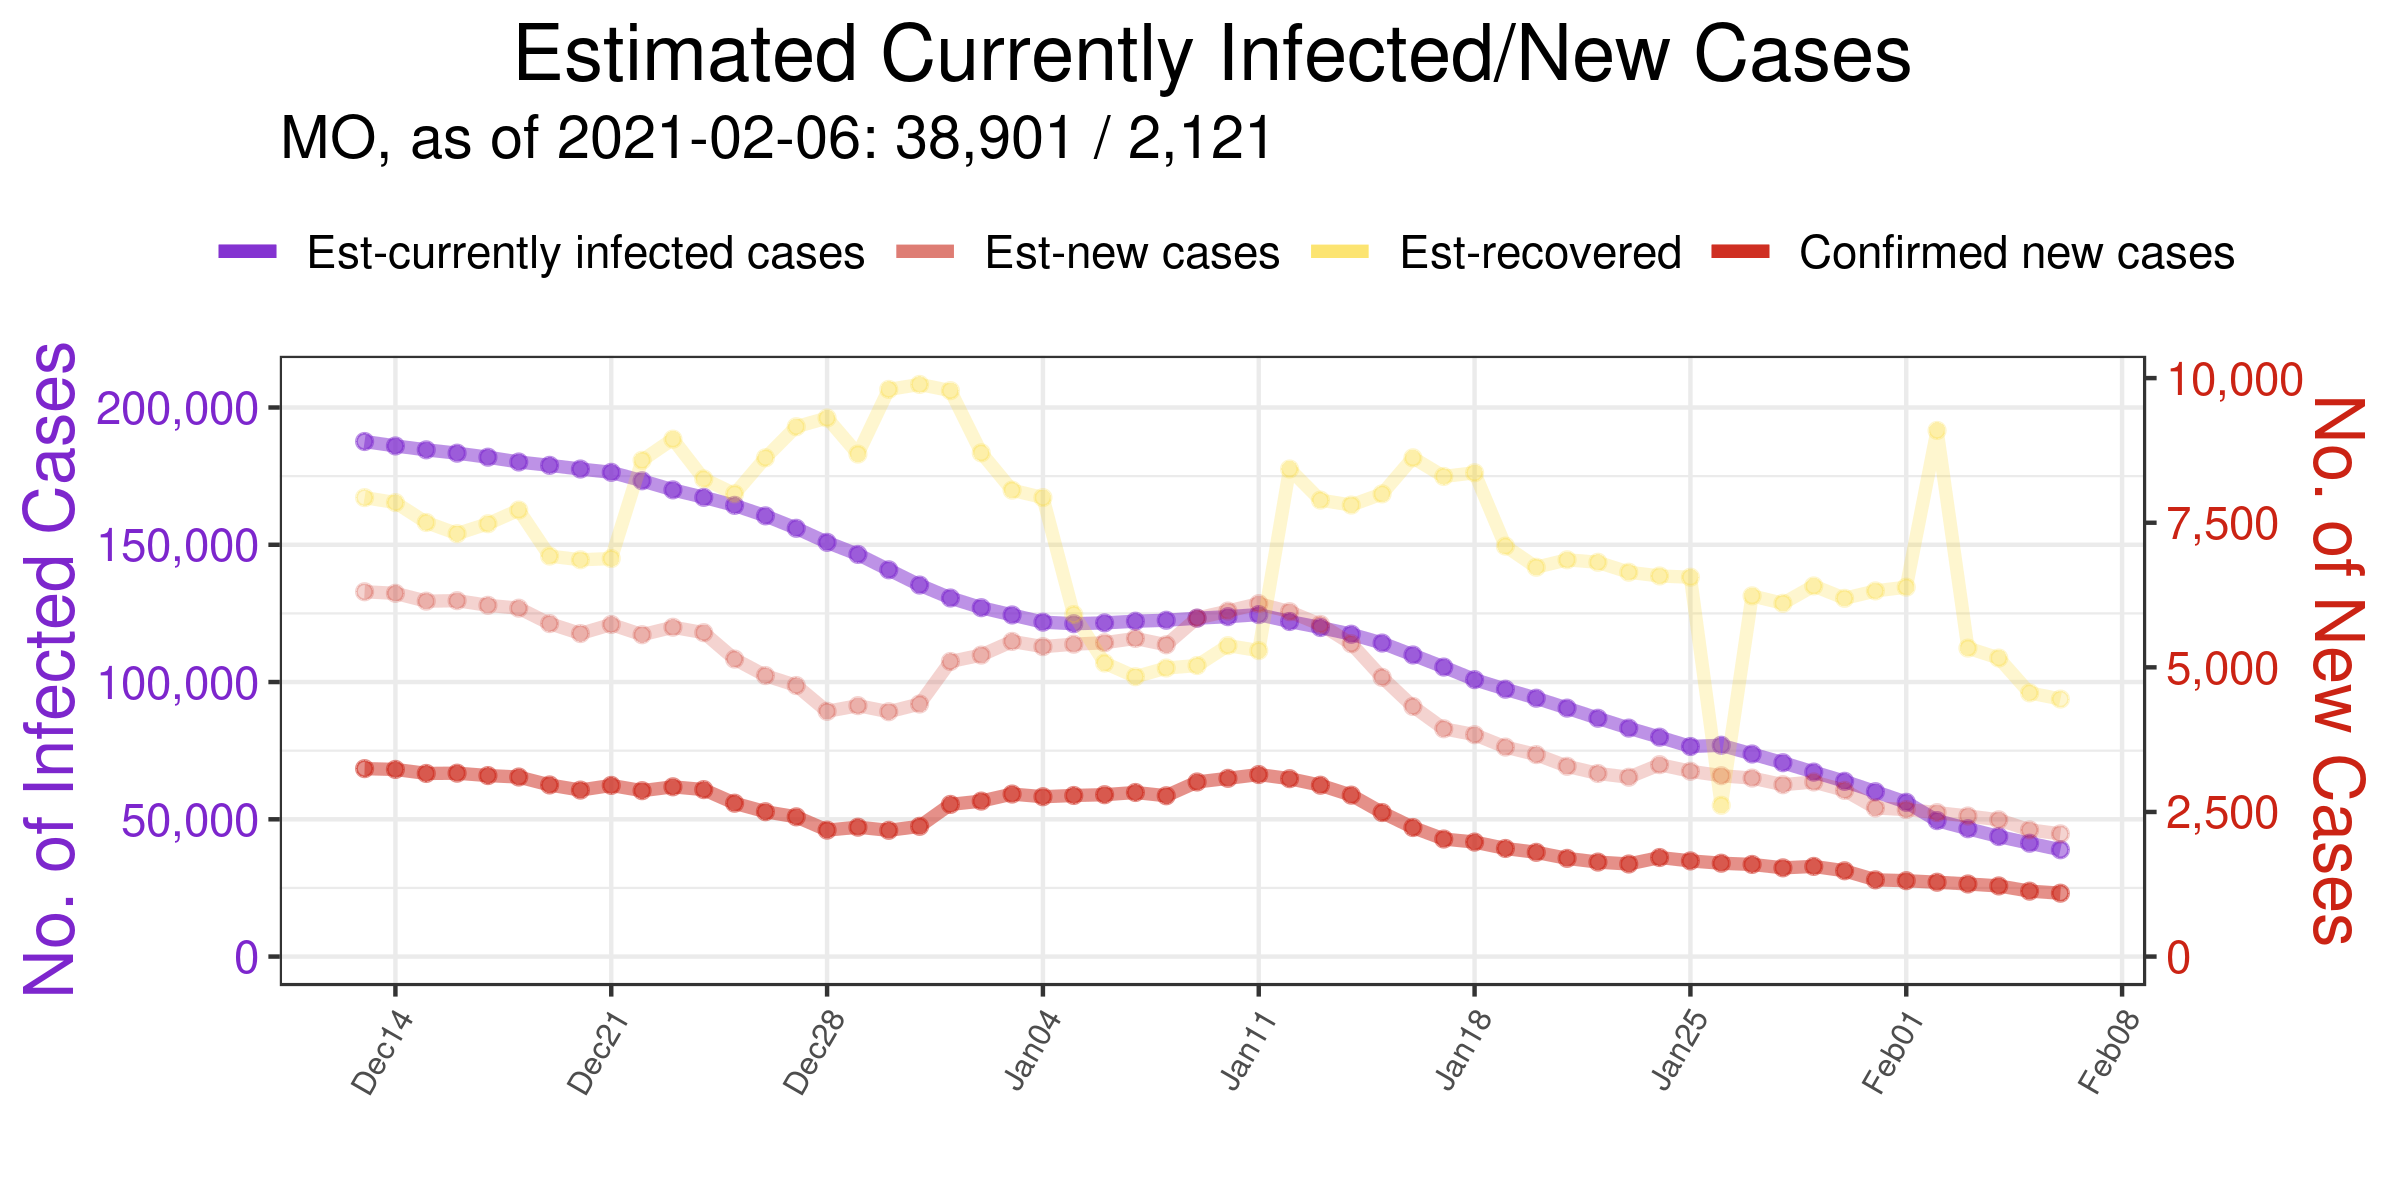 Estimated Currently Infected/New Cases
MO, as of 2021-02-06: 38,901 / 2,121
Est-currently infected cases
Est-new cases
Est-recovered
Confirmed new cases
No. of Infected Cases
200,000
150,000
100,000
50,000
0
10,000
7,500
5,000
2,500
0
No. of New Cases
Dec14
Dec21
Dec28
Jan04
Jan11
Jan18
Jan25
Feb01
Feb08